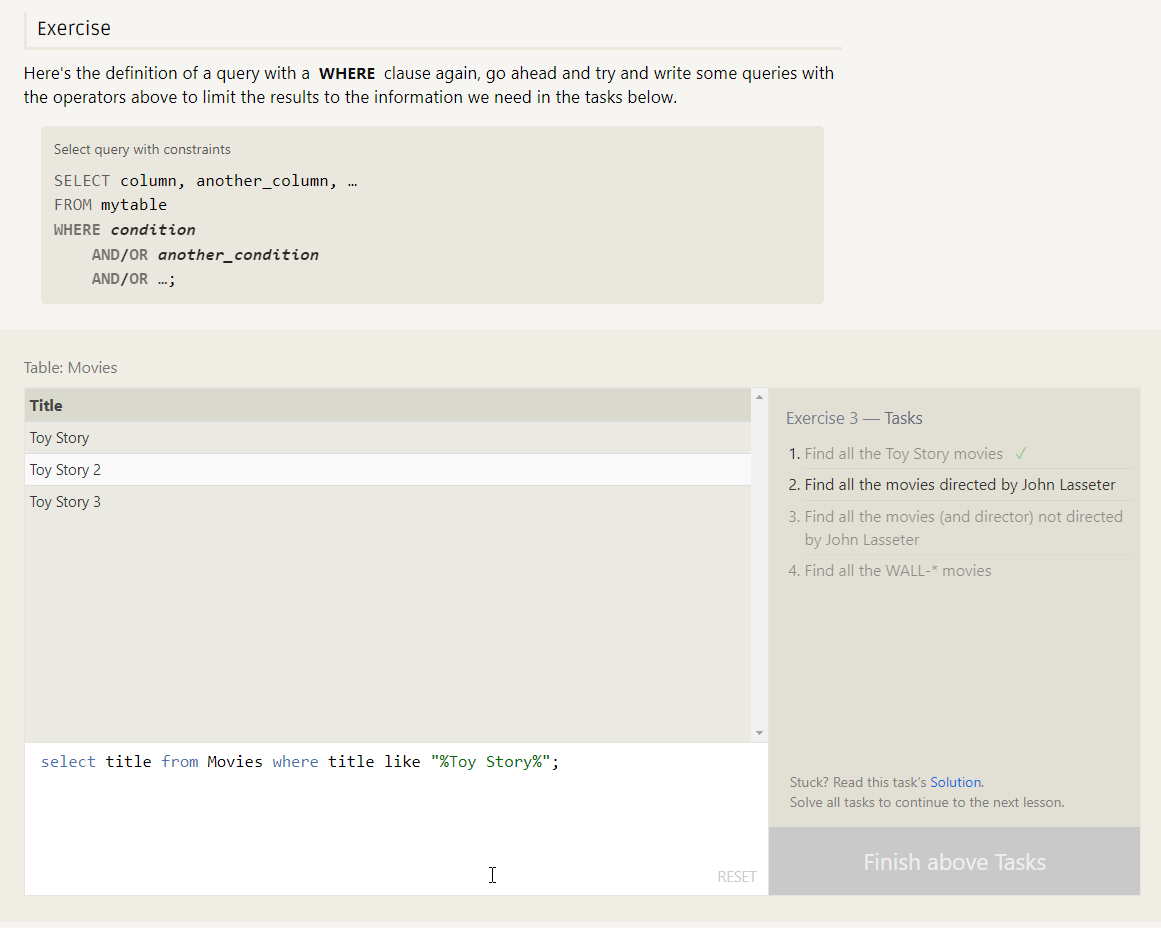 Exercise
Here's the definition of a query with a WHERE clause again, go ahead and try and write some queries with
the operators above to limit the results to the information we need in the tasks below.
Select query with constraints
SELECT column, another_column, …
FROM mytable
WHERE condition
AND/OR another_condition
AND/OR …;
Table: Movies
Title
Toy Story
Toy Story 2
Toy Story 3
select title from Movies where title like "%Toy Story%";
RESET
Exercise 3 — Tasks
1. Find all the Toy Story movies ✓
2. Find all the movies directed by John Lasseter
3. Find all the movies (and director) not directed
by John Lasseter
4. Find all the WALL-* movies
Stuck? Read this task's Solution.
Solve all tasks to continue to the next lesson.
Finish above Tasks